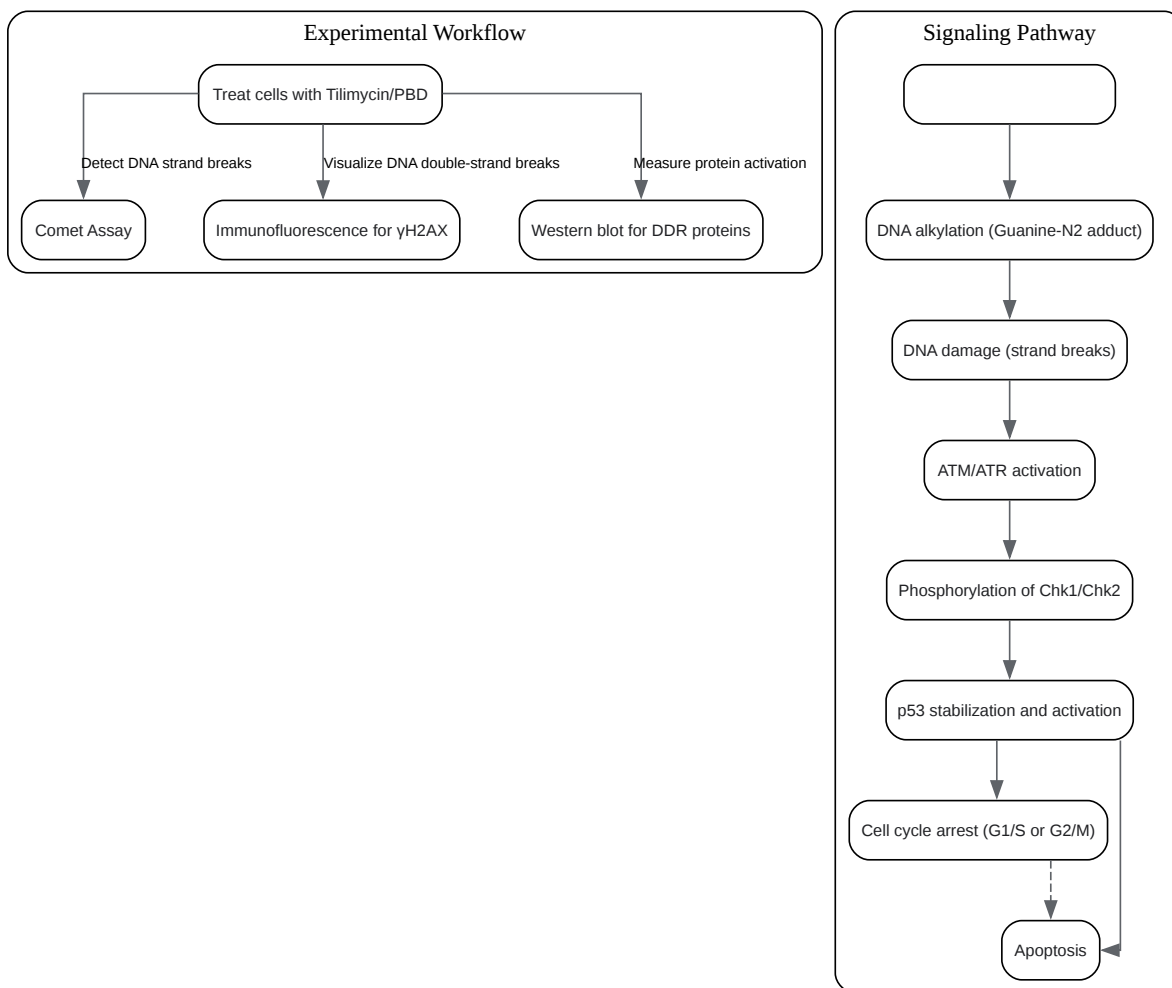 Experimental Workflow
Treat cells with Tilimycin/PBD
Detect DNA strand breaks
Visualize DNA double-strand breaks
Measure protein activation
Comet Assay
Immunofluorescence for γH2AX
Western blot for DDR proteins
Signaling Pathway
DNA alkylation (Guanine-N2 adduct)
DNA damage (strand breaks)
ATM/ATR activation
Phosphorylation of Chk1/Chk2
p53 stabilization and activation
Cell cycle arrest (G1/S or G2/M)
Apoptosis